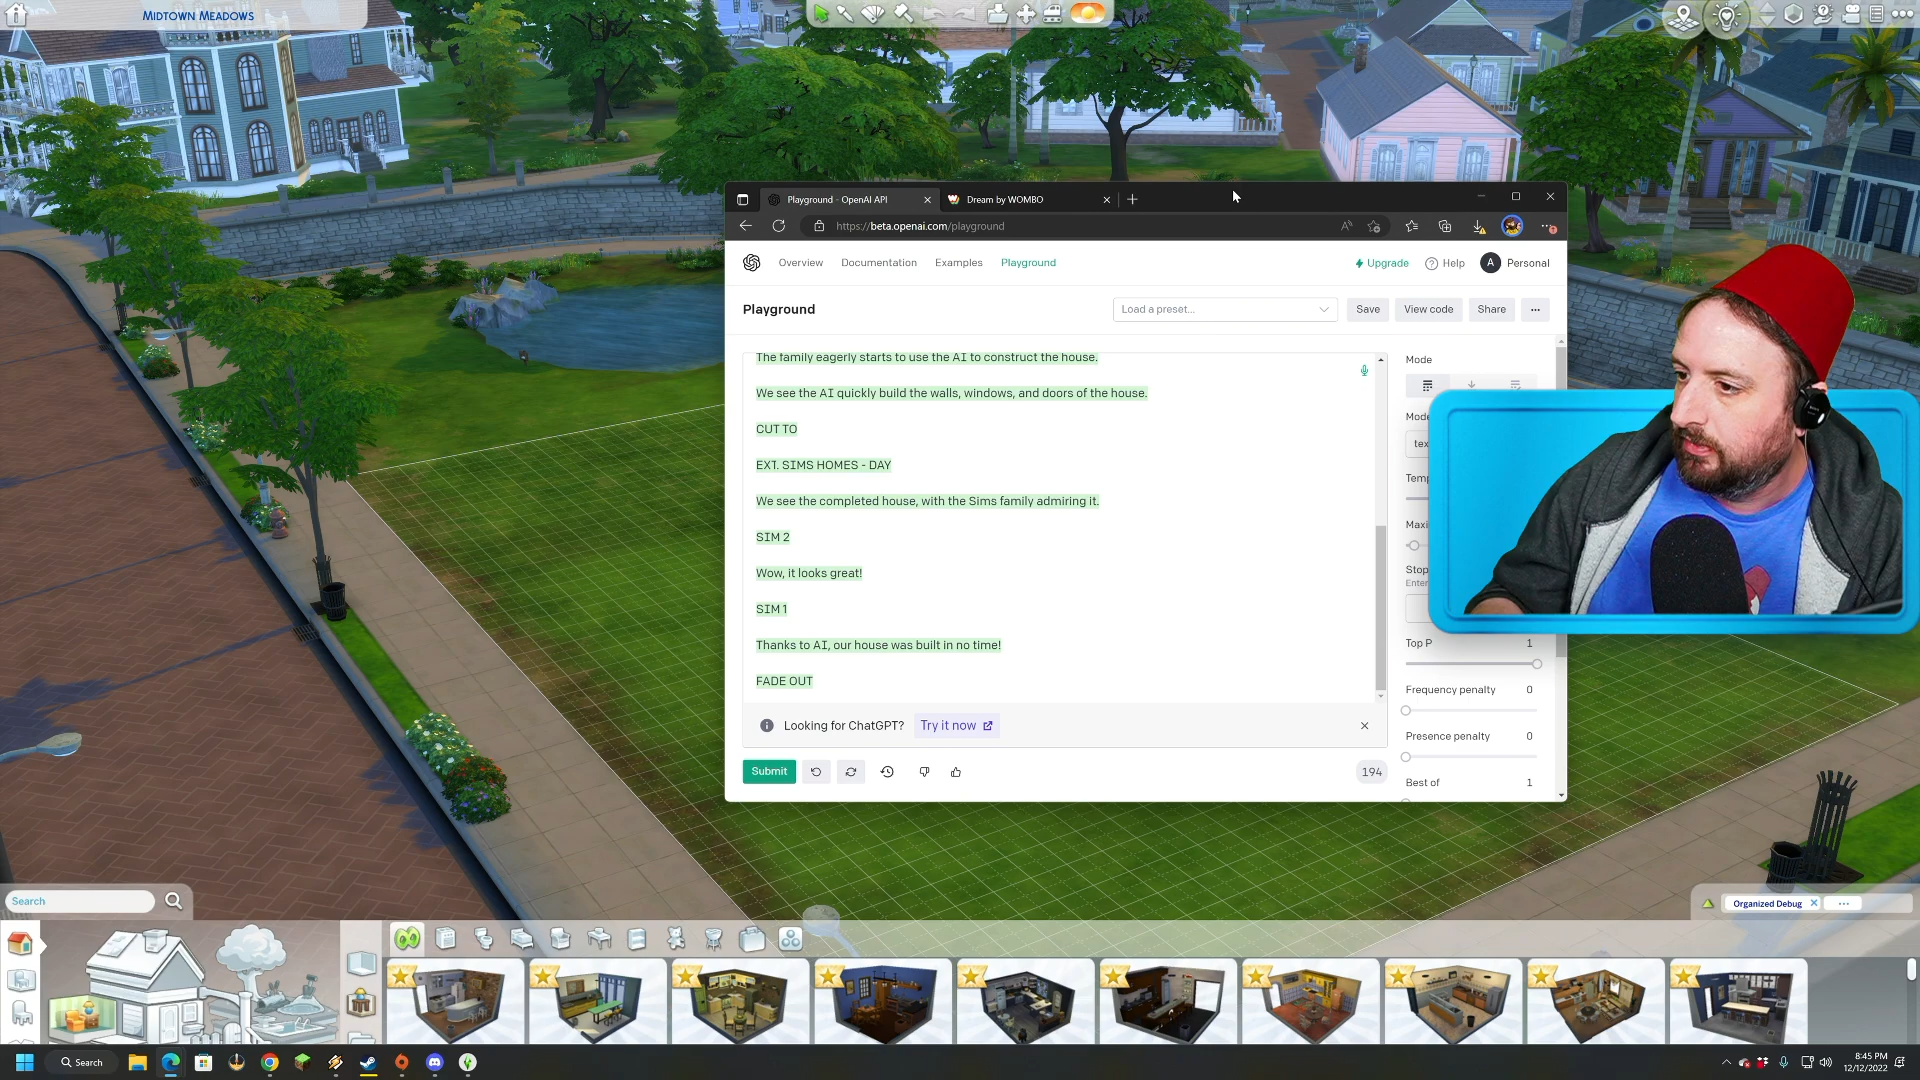 MIDTOWN MEADOWS
Playground - OpenAI API
Dream by WOMBO
https://beta.openai.com/playground
Overview
Documentation
Examples
Playground
Upgrade
Help
A
Personal
Playground
Load a preset...
Save
View code
Share
The family eagerly starts to use the AI to construct the house.
We see the AI quickly build the walls, windows, and doors of the house.
CUT TO
EXT. SIMS HOMES - DAY
We see the completed house, with the Sims family admiring it.
SIM 2
Wow, it looks great!
SIM 1
Thanks to AI, our house was built in no time!
FADE OUT
Looking for ChatGPT?
Try it now
Submit
194
Mode
Mode
tex
Temp
Maxi
Stop
Enter
Top P
1
Frequency penalty
0
Presence penalty
0
Best of
1
Search
Organized Debug
Search
8:45 PM
12/12/2022